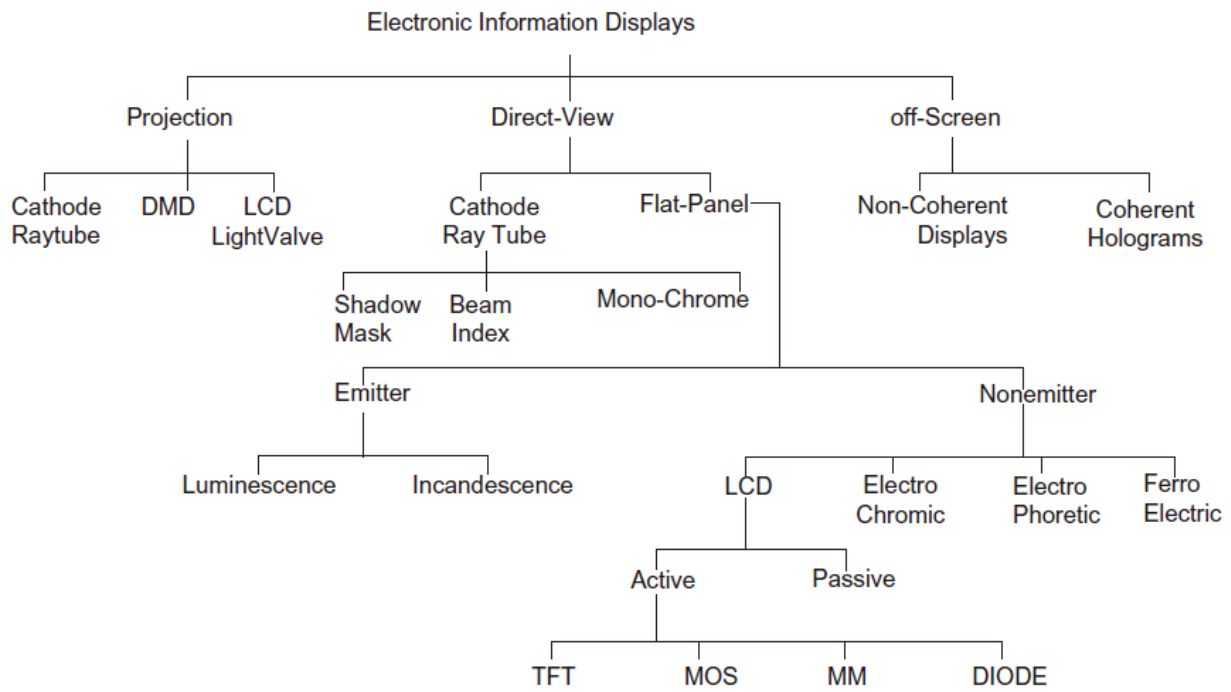 Electronic Information Displays
Projection
Direct-View
off-Screen
Cathode
Raytube
DMD
LCD
LightValve
Cathode
Ray Tube
Flat-Panel
Non-Coherent
Displays
Coherent
Holograms
Shadow
Mask
Beam
Index
Mono-Chrome
Emitter
Nonemitter
Luminescence
Incandescence
LCD
Electro
Chromic
Electro
Phoretic
Ferro
Electric
Active
Passive
TFT
MOS
MM
DIODE